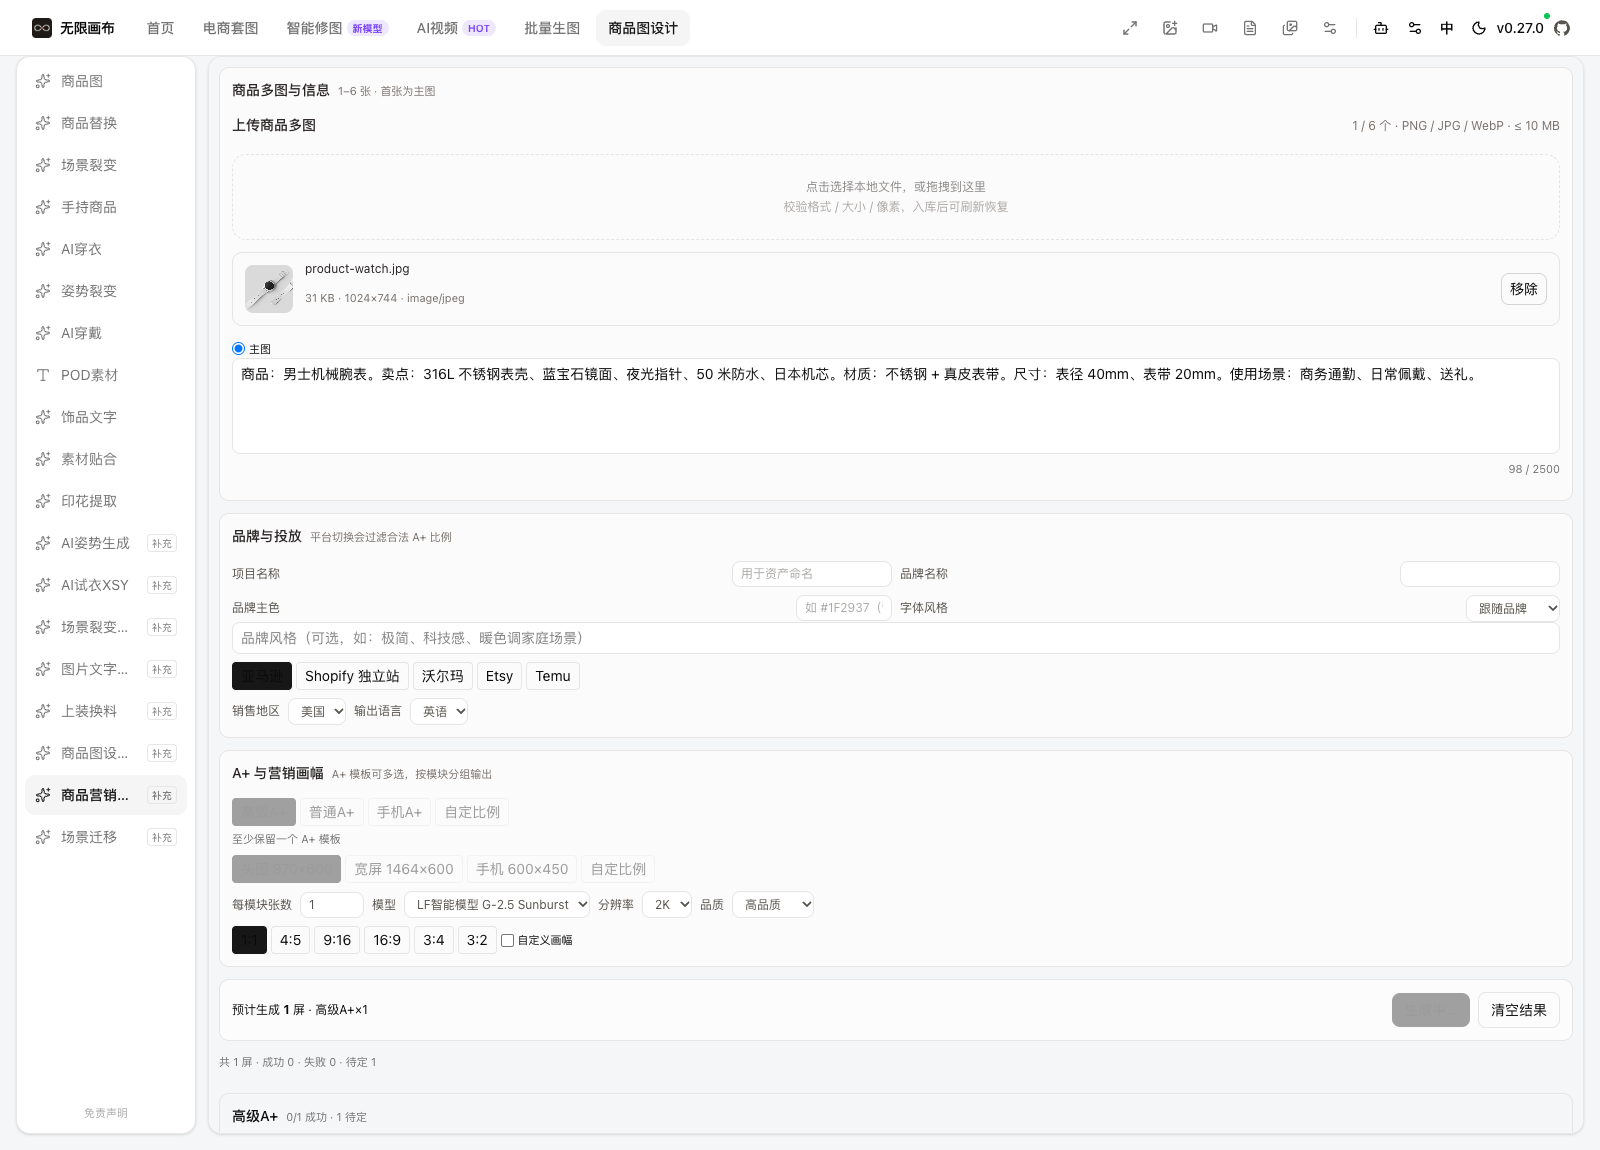 无限画布
首页
电商套图
智能修图 新模型
AI视频 HOT
批量生图
商品图设计
中
v0.27.0
商品图
商品替换
场景裂变
手持商品
AI穿衣
姿势裂变
AI穿戴
POD素材
饰品文字
素材贴合
印花提取
AI姿势生成 补充
AI试衣XSY 补充
场景裂变... 补充
图片文字... 补充
上装换料 补充
商品图设... 补充
商品营销... 补充
场景迁移 补充
免责声明
商品多图与信息 1–6 张 · 首张为主图
上传商品多图
1 / 6 个 · PNG / JPG / WebP · ≤ 10 MB
点击选择本地文件，或拖拽到这里
校验格式 / 大小 / 像素，入库后可刷新恢复
product-watch.jpg
31 KB · 1024×744 · image/jpeg
移除
主图
商品：男士机械腕表。卖点：316L 不锈钢表壳、蓝宝石镜面、夜光指针、50 米防水、日本机芯。材质：不锈钢 + 真皮表带。尺寸：表径 40mm、表带 20mm。使用场景：商务通勤、日常佩戴、送礼。
98 / 2500
品牌与投放 平台切换会过滤合法 A+ 比例
项目名称 用于资产命名 品牌名称
品牌主色 如 #1F2937 ( 字体风格 跟随品牌
品牌风格（可选，如：极简、科技感、暖色调家庭场景）
亚马逊 Shopify 独立站 沃尔玛 Etsy Temu
销售地区 美国 输出语言 英语
A+ 与营销画幅 A+ 模板可多选，按模块分组输出
高级A+ 普通A+ 手机A+ 自定比例
至少保留一个 A+ 模板
970×600 宽屏 1464×600 手机 600×450 自定比例
每模块张数 1 模型 LF智能模型 G-2.5 Sunburst 分辨率 2K 品质 高品质
1:1 4:5 9:16 16:9 3:4 3:2 自定义画幅
预计生成 1 屏 · 高级A+×1
清空结果
共 1 屏 · 成功 0 · 失败 0 · 待定 1
高级A+ 0/1 成功 · 1 待定